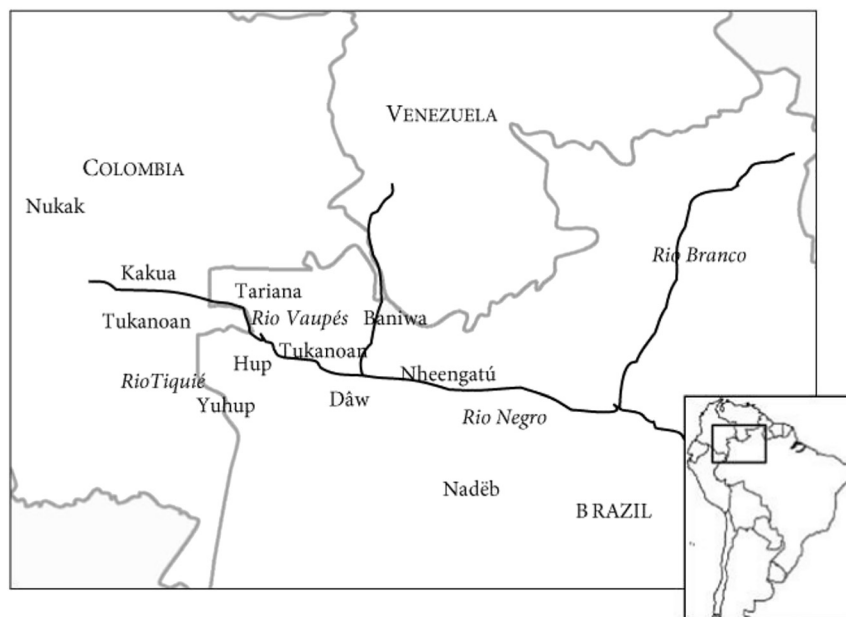 VENEZUELA
COLOMBIA
Nukak
Rio Branco
Kakua
Tariana
Rio Vaupés
Baniwa
Tukanoan
Tukanoan
Hup
Nheengatú
RioTiquié
Yuhup
Dâw
Rio Negro
Nadëb
B RAZIL